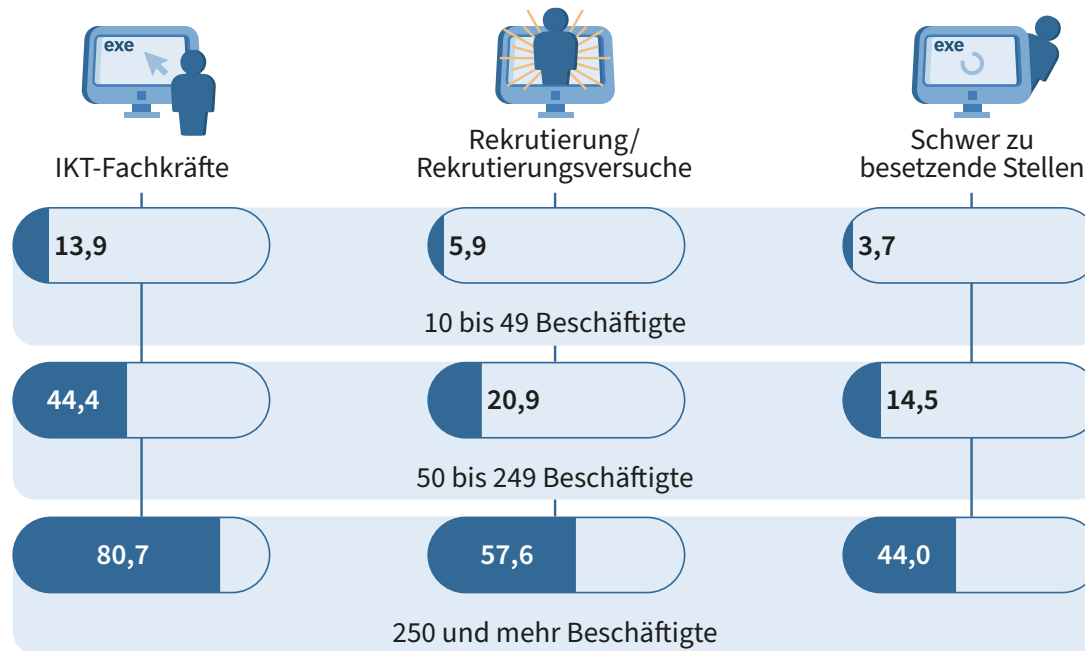 exe
exe
IKT-Fachkräfte
Rekrutierung/
Rekrutierungsversuche
Schwer zu
besetzende Stellen
13,9
5,9
3,7
10 bis 49 Beschäftigte
44,4
20,9
14,5
50 bis 249 Beschäftigte
80,7
57,6
44,0
250 und mehr Beschäftigte